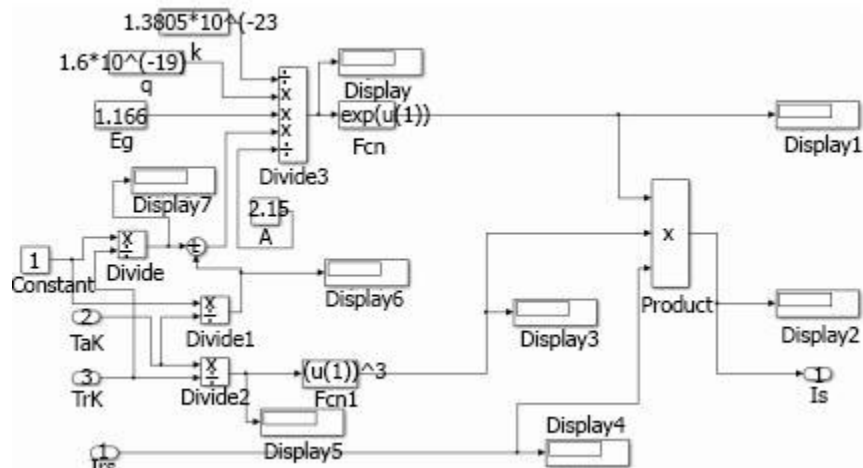 1.3805*10^(-23
k
1.6*10^(-19)
q
1.166
Eg
÷
x
x
x
÷
Divide3
Display
exp(u(1))
Fcn
Display1
Display7
2.15
A
1
Constant
x
÷
Divide
Display6
x
÷
Divide1
2
TaK
3
TrK
x
÷
Divide2
(u(1))^3
Fcn1
Display3
x
Product
Display2
1
Is
Display5
Display4
1
Irs